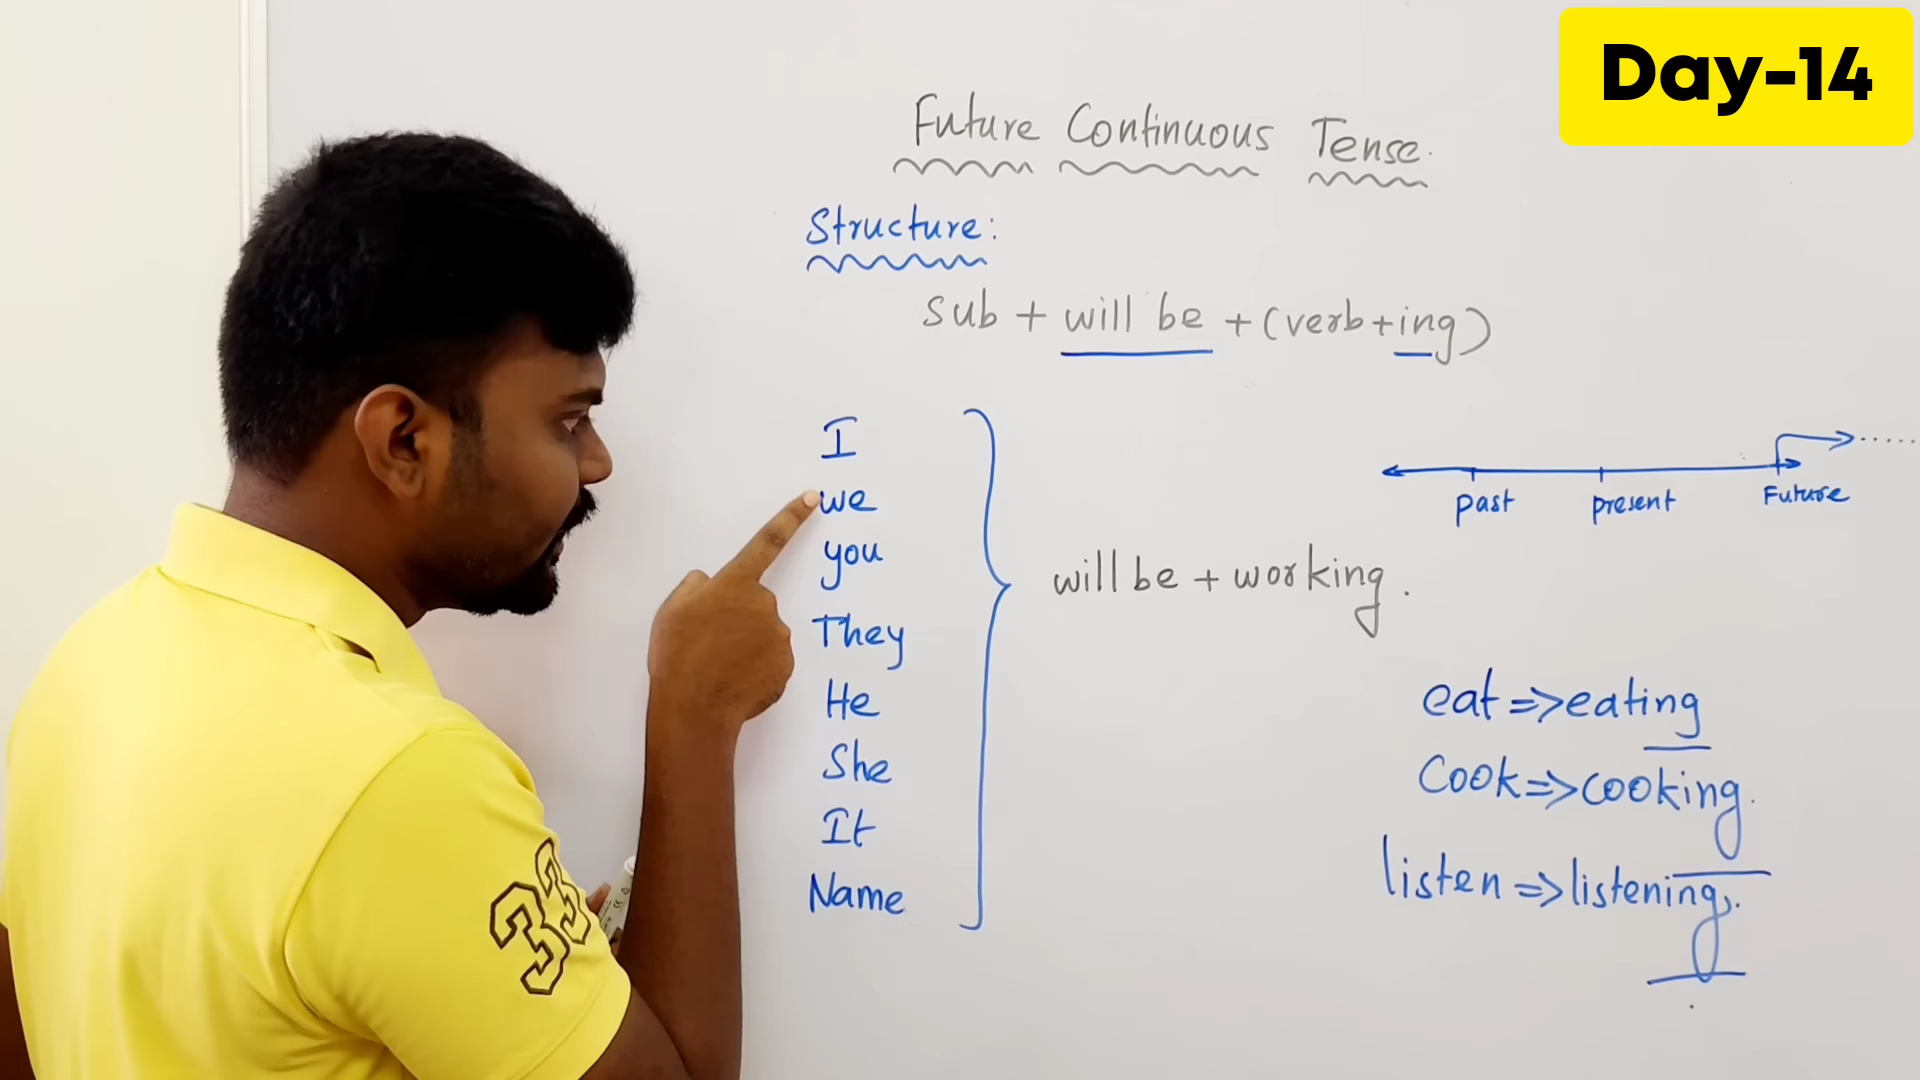 Day-14
Future Continuous Tense.
Structure:
sub + will be + (verb+ing)
I
we
you
They
He
She
It
Name
past present Future
will be + working.
eat => eating
Cook => cooking.
listen => listening.
33